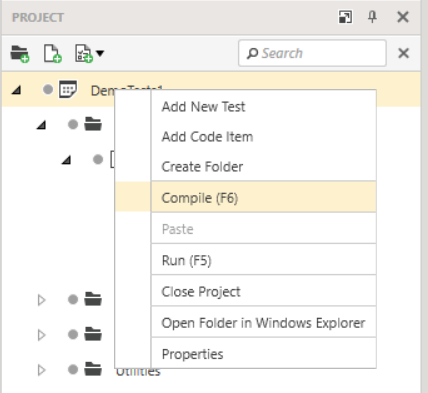 PROJECT
Search
DemoTests1
Add New Test
Add Code Item
Create Folder
Compile (F6)
Paste
Run (F5)
Close Project
Open Folder in Windows Explorer
Properties
Utilities